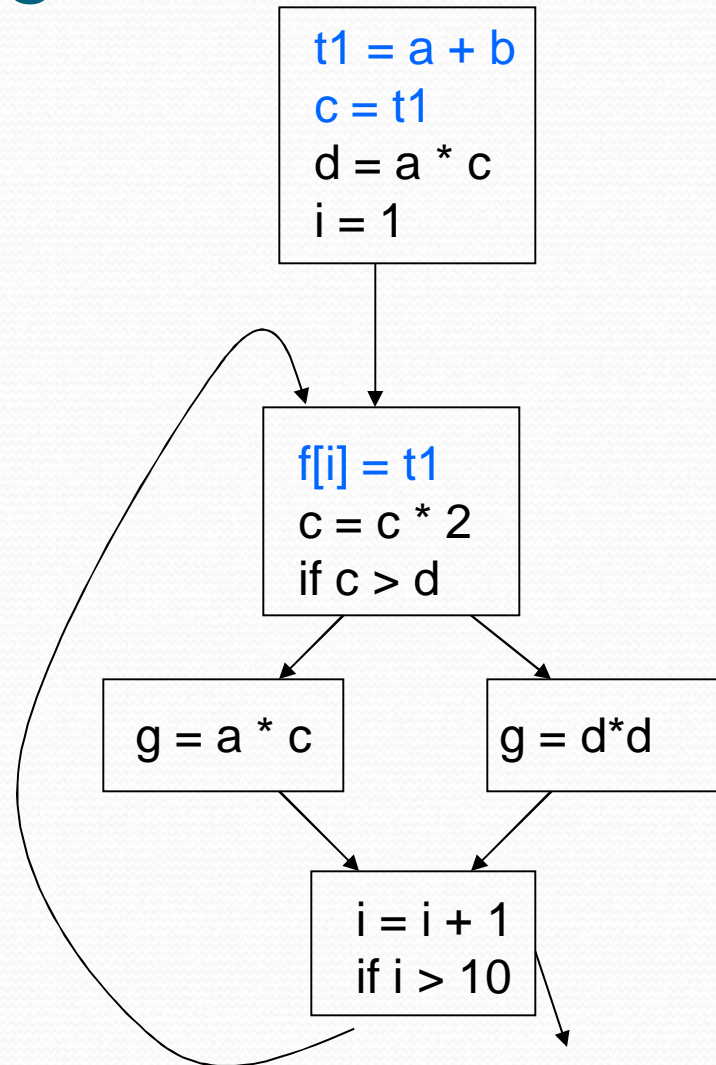 t1 = a + b
c = t1
d = a * c
i = 1
f[i] = t1
c = c * 2
if c > d
g = a * c
g = d*d
i = i + 1
if i > 10